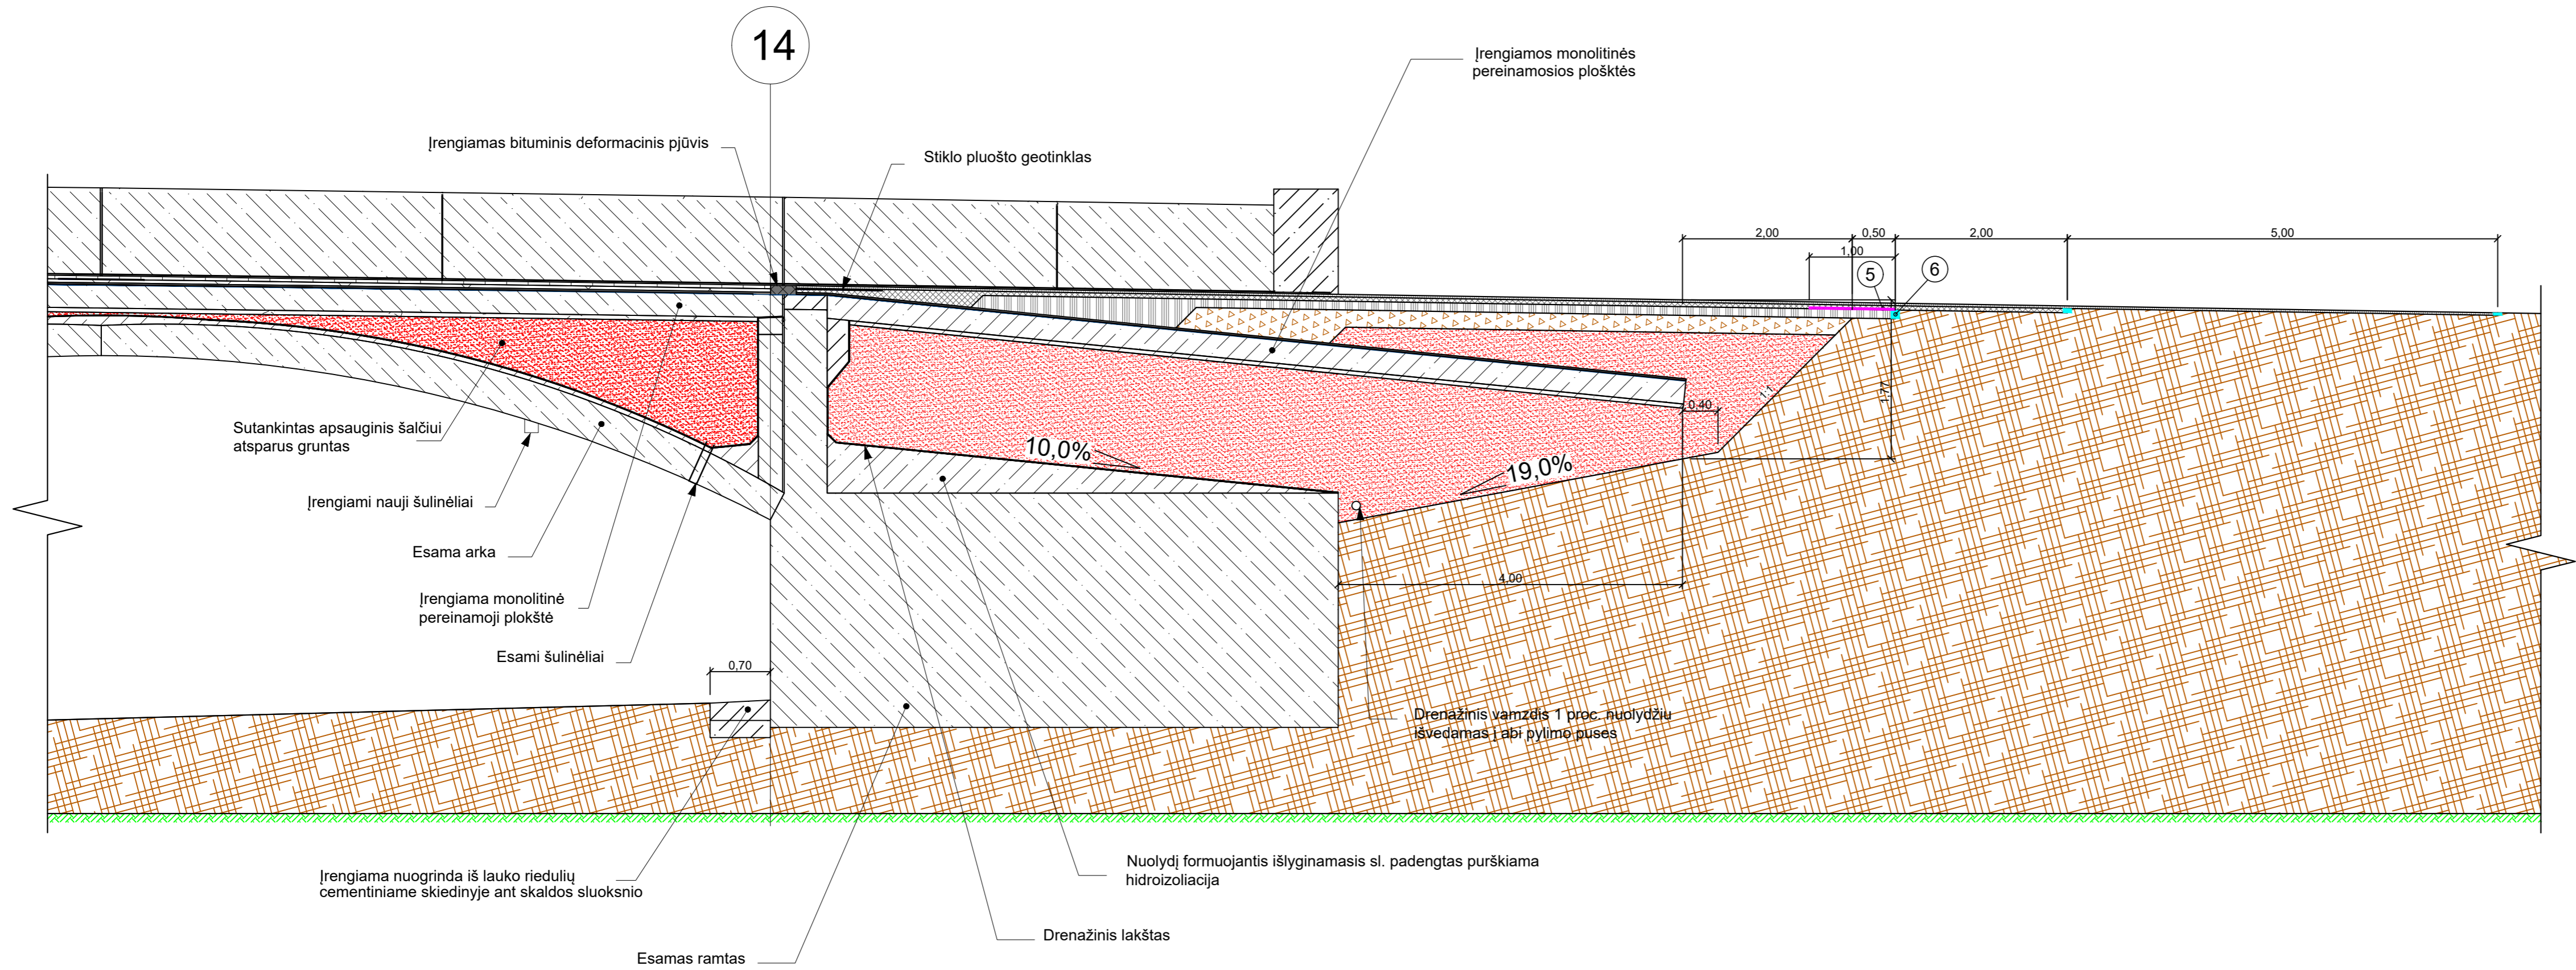 14
Įrengiamos monolitinės
pereinamosios plošktės
Įrengiamas bituminis deformacinis pjūvis
Stiklo pluošto geotinklas
2,00
0,50
2,00
5,00
1,00
5
6
1:1
1,77
0,40
Sutankintas apsauginis šalčiui
atsparus gruntas
10,0%
19,0%
Įrengiami nauji šulinėliai
Esama arka
4,00
Įrengiama monolitinė
pereinamoji plokštė
Esami šulinėliai
0,70
Drenažinis vamzdis 1 proc. nuolydžiu
išvedamas į abi pylimo puses
Nuolydį formuojantis išlyginamasis sl. padengtas purškiama
hidroizoliacija
Įrengiama nuogrinda iš lauko riedulių
cementiniame skiedinyje ant skaldos sluoksnio
Drenažinis lakštas
Esamas ramtas